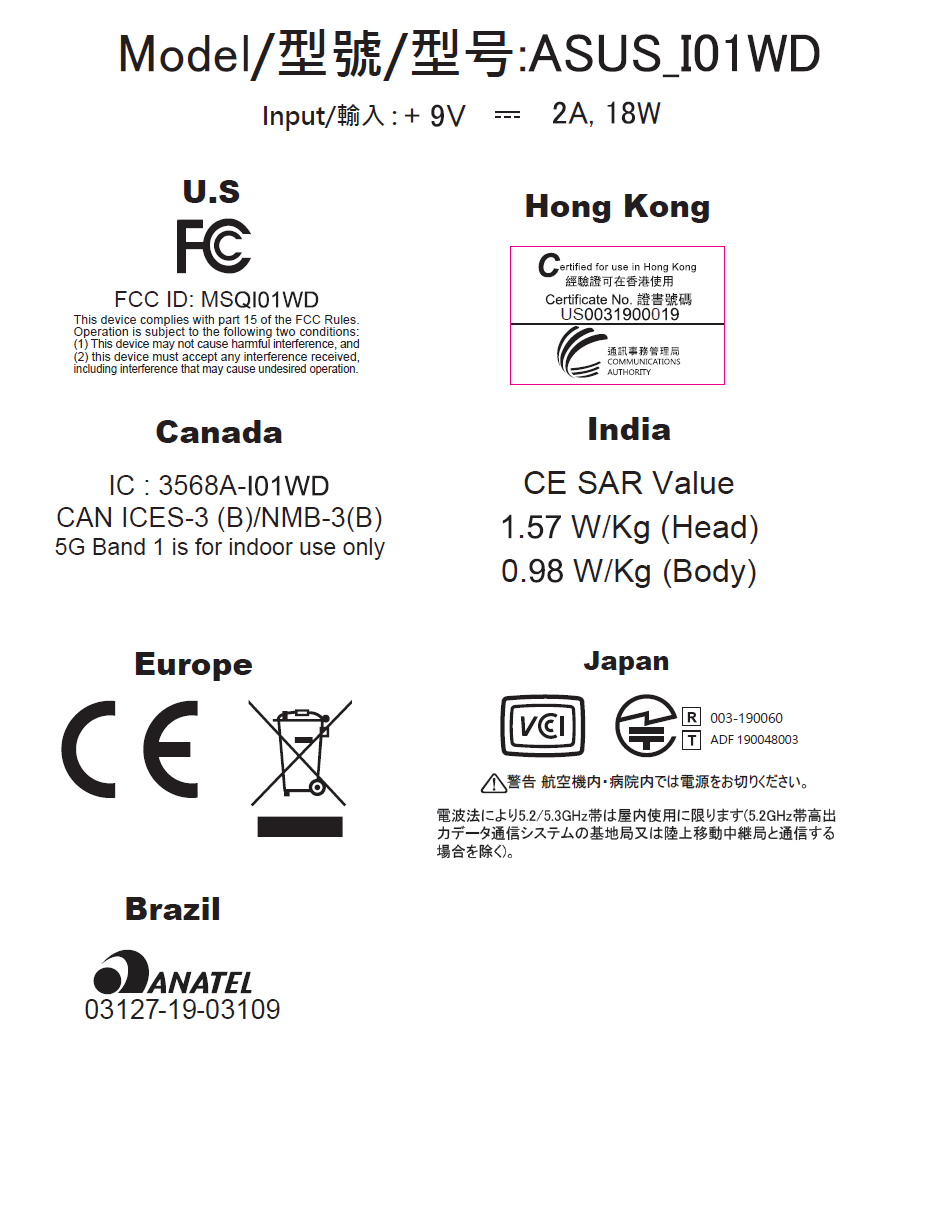 Model/型號/型号:ASUS_I01WD
Input/輸入 : + 9V ⎓ 2A, 18W
U.S
FC
FCC ID: MSQI01WD
This device complies with part 15 of the FCC Rules.
Operation is subject to the following two conditions:
(1) This device may not cause harmful interference, and
(2) this device must accept any interference received,
including interference that may cause undesired operation.
Hong Kong
Certified for use in Hong Kong
經驗證可在香港使用
Certificate No. 證書號碼
US0031900019
通訊事務管理局
COMMUNICATIONS
AUTHORITY
Canada
IC : 3568A-I01WD
CAN ICES-3 (B)/NMB-3(B)
5G Band 1 is for indoor use only
India
CE SAR Value
1.57 W/Kg (Head)
0.98 W/Kg (Body)
Europe
CE
Japan
VCCI
R 003-190060
T ADF 190048003
警告 航空機内・病院内では電源をお切りください。
電波法により5.2/5.3GHz帯は屋内使用に限ります(5.2GHz帯高出
力データ通信システムの基地局又は陸上移動中継局と通信する
場合を除く)。
Brazil
ANATEL
03127-19-03109